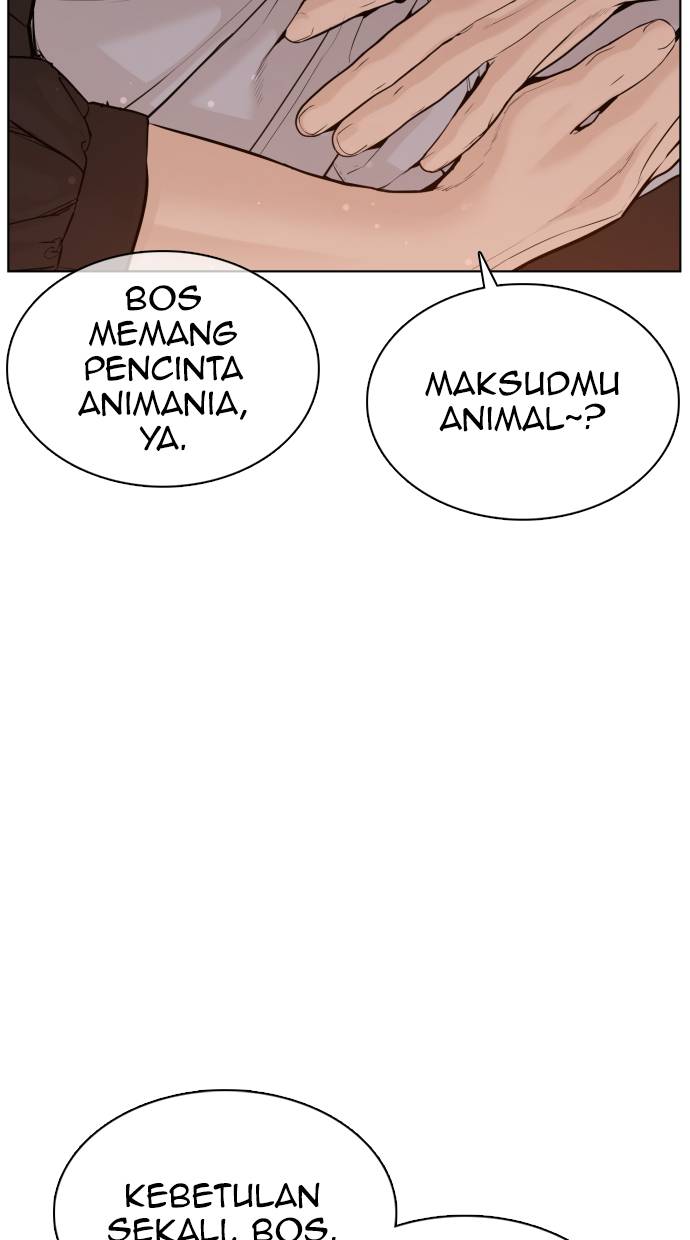 BOS
MEMANG
PENCINTA
ANIMANIA,
YA.
MAKSUDMU
ANIMAL~?
KEBETULAN
SEKALI, BOS,